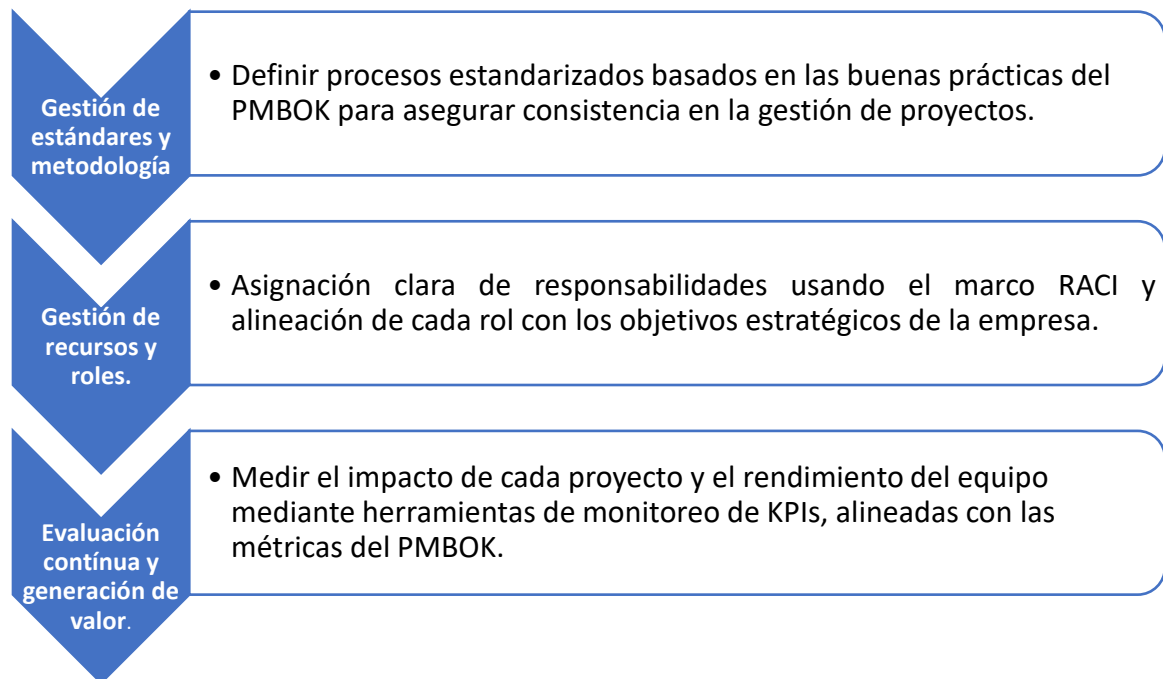 Gestión de
estándares y
metodología
• Definir procesos estandarizados basados en las buenas prácticas del
PMBOK para asegurar consistencia en la gestión de proyectos.
Gestión de
recursos y
roles.
• Asignación clara de responsabilidades usando el marco RACI y
alineación de cada rol con los objetivos estratégicos de la empresa.
Evaluación
contínua y
generación de
valor.
• Medir el impacto de cada proyecto y el rendimiento del equipo
mediante herramientas de monitoreo de KPIs, alineadas con las
métricas del PMBOK.